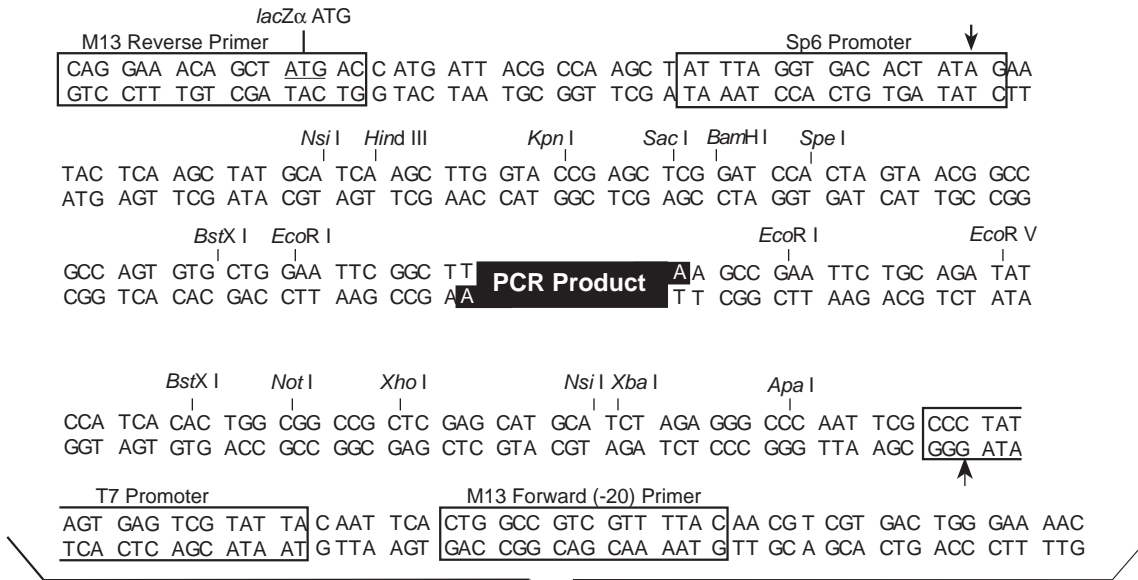 lacZα ATG
M13 Reverse Primer
Sp6 Promoter
CAG GAA ACA GCT ATG AC C ATG ATT ACG CCA AGC T AT TTA GGT GAC ACT ATA G AA
GTC CTT TGT CGA TAC TG G TAC TAA TGC GGT TCG A TA AAT CCA CTG TGA TAT C TT
Nsi I Hind III Kpn I Sac I BamH I Spe I
TAC TCA AGC TAT GCA TCA AGC TTG GTA CCG AGC TCG GAT CCA CTA GTA ACG GCC
ATG AGT TCG ATA CGT AGT TCG AAC CAT GGC TCG AGC CTA GGT GAT CAT TGC CGG
BstX I EcoR I EcoR I EcoR V
GCC AGT GTG CTG GAA TTC GGC T T PCR Product A A GCC GAA TTC TGC AGA TAT
CGG TCA CAC GAC CTT AAG CCG A A T T CGG CTT AAG ACG TCT ATA
BstX I Not I Xho I Nsi I Xba I Apa I
CCA TCA CAC TGG CGG CCG CTC GAG CAT GCA TCT AGA GGG CCC AAT TCG CCC TAT
GGT AGT GTG ACC GCC GGC GAG CTC GTA CGT AGA TCT CCC GGG TTA AGC GGG ATA
T7 Promoter M13 Forward (-20) Primer
AGT GAG TCG TAT TA C AAT TCA CTG GCC GTC GTT TTA C AA CGT CGT GAC TGG GAA AAC
TCA CTC AGC ATA AT G TTA AGT GAC CGG CAG CAA AAT G TT GCA GCA CTG ACC CTT TTG